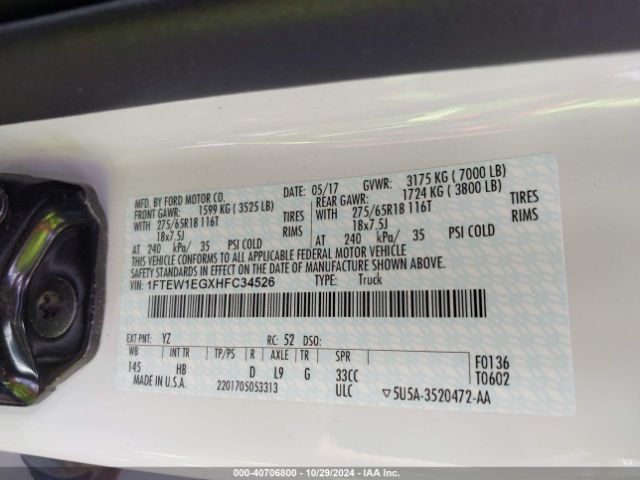 MFD. BY FORD MOTOR CO.
DATE: 05/17 GVWR: 3175 KG ( 7000 LB)
FRONT GAWR: 1599 KG ( 3525 LB)
REAR GAWR: 1724 KG ( 3800 LB)
WITH 275/65R18 116T TIRES
275/65R18 116T TIRES
18x7.5J RIMS
WITH 18x7.5J RIMS
AT 240 kPa/ 35 PSI COLD
AT 240 kPa/ 35 PSI COLD
THIS VEHICLE CONFORMS TO ALL APPLICABLE FEDERAL MOTOR VEHICLE
SAFETY STANDARDS IN EFFECT ON THE DATE OF MANUFACTURE SHOWN ABOVE.
VIN: 1FTEW1EGXHFC34526 TYPE: Truck
EXT PNT: YZ RC: 52 DSO:
WB INT TR TP/PS R AXLE TR SPR F0136
145 HB D L9 G 33CC T0602
MADE IN U.S.A. 2201705053313 ULC ▽5U5A-3520472-AA
00-40706800 - 10/29/2024 - IAA Inc.